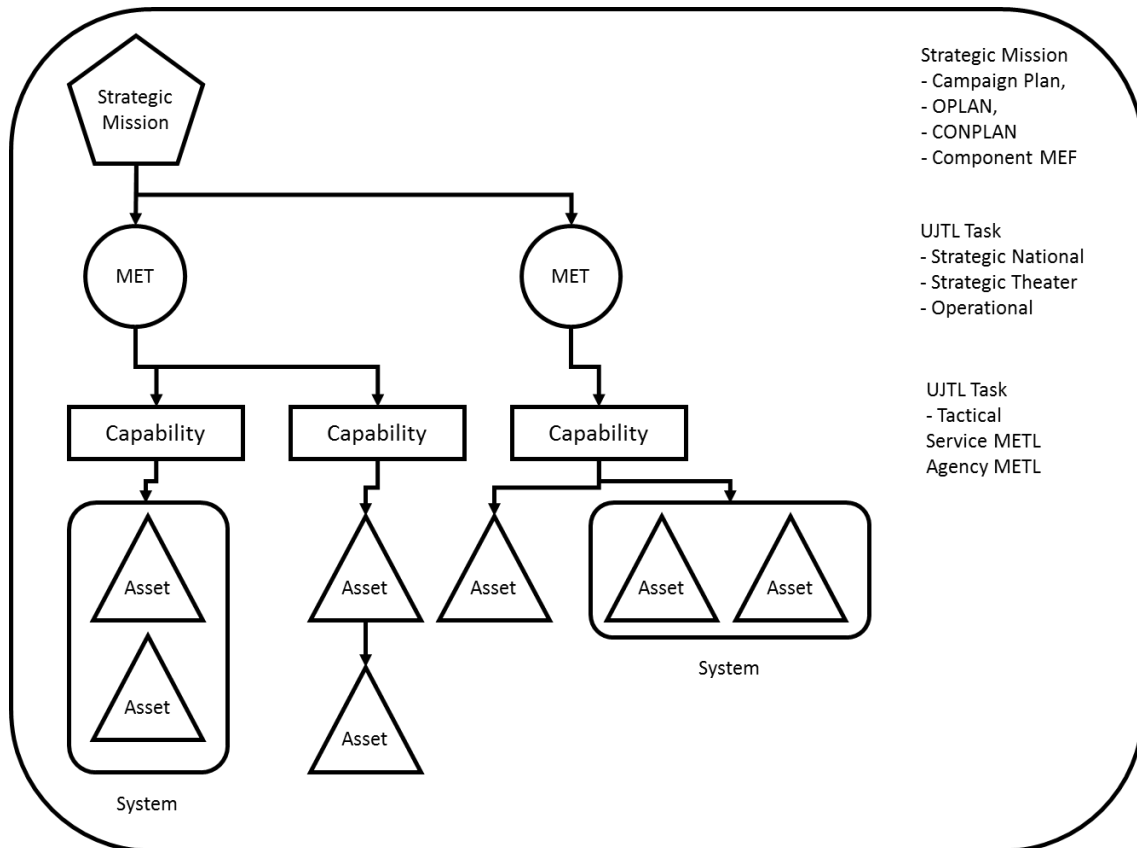 Strategic
Mission
Strategic Mission
- Campaign Plan,
- OPLAN,
- CONPLAN
- Component MEF
MET
MET
UJTL Task
- Strategic National
- Strategic Theater
- Operational
Capability
Capability
Capability
UJTL Task
- Tactical
Service METL
Agency METL
Asset
Asset
Asset
Asset
Asset
System
Asset
Asset
System